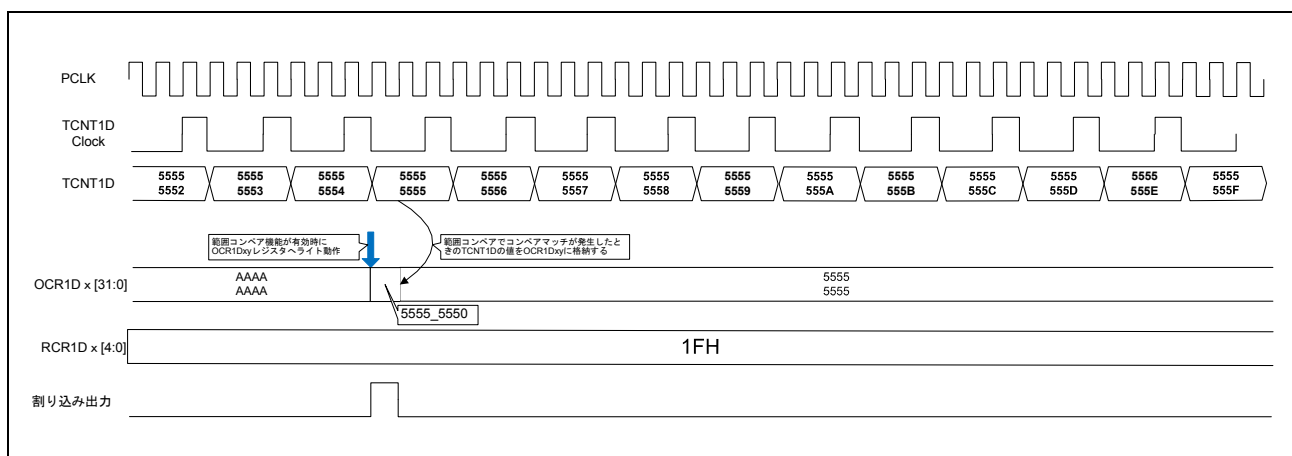 PCLK
TCNT1D
Clock
TCNT1D
5555
5552
5555
5553
5555
5554
5555
5555
5555
5556
5555
5557
5555
5558
5555
5559
5555
555A
5555
555B
5555
555C
5555
555D
5555
555E
5555
555F
範囲コンペア機能が有効時に
OCR1Dxyレジスタへライト動作
範囲コンペアでコンペアマッチが発生したと
きのTCNT1Dの値をOCR1Dxyに格納する
OCR1D x [31:0]
AAAA
AAAA
5555
5555
5555_5550
RCR1D x [4:0]
1FH
割り込み出力